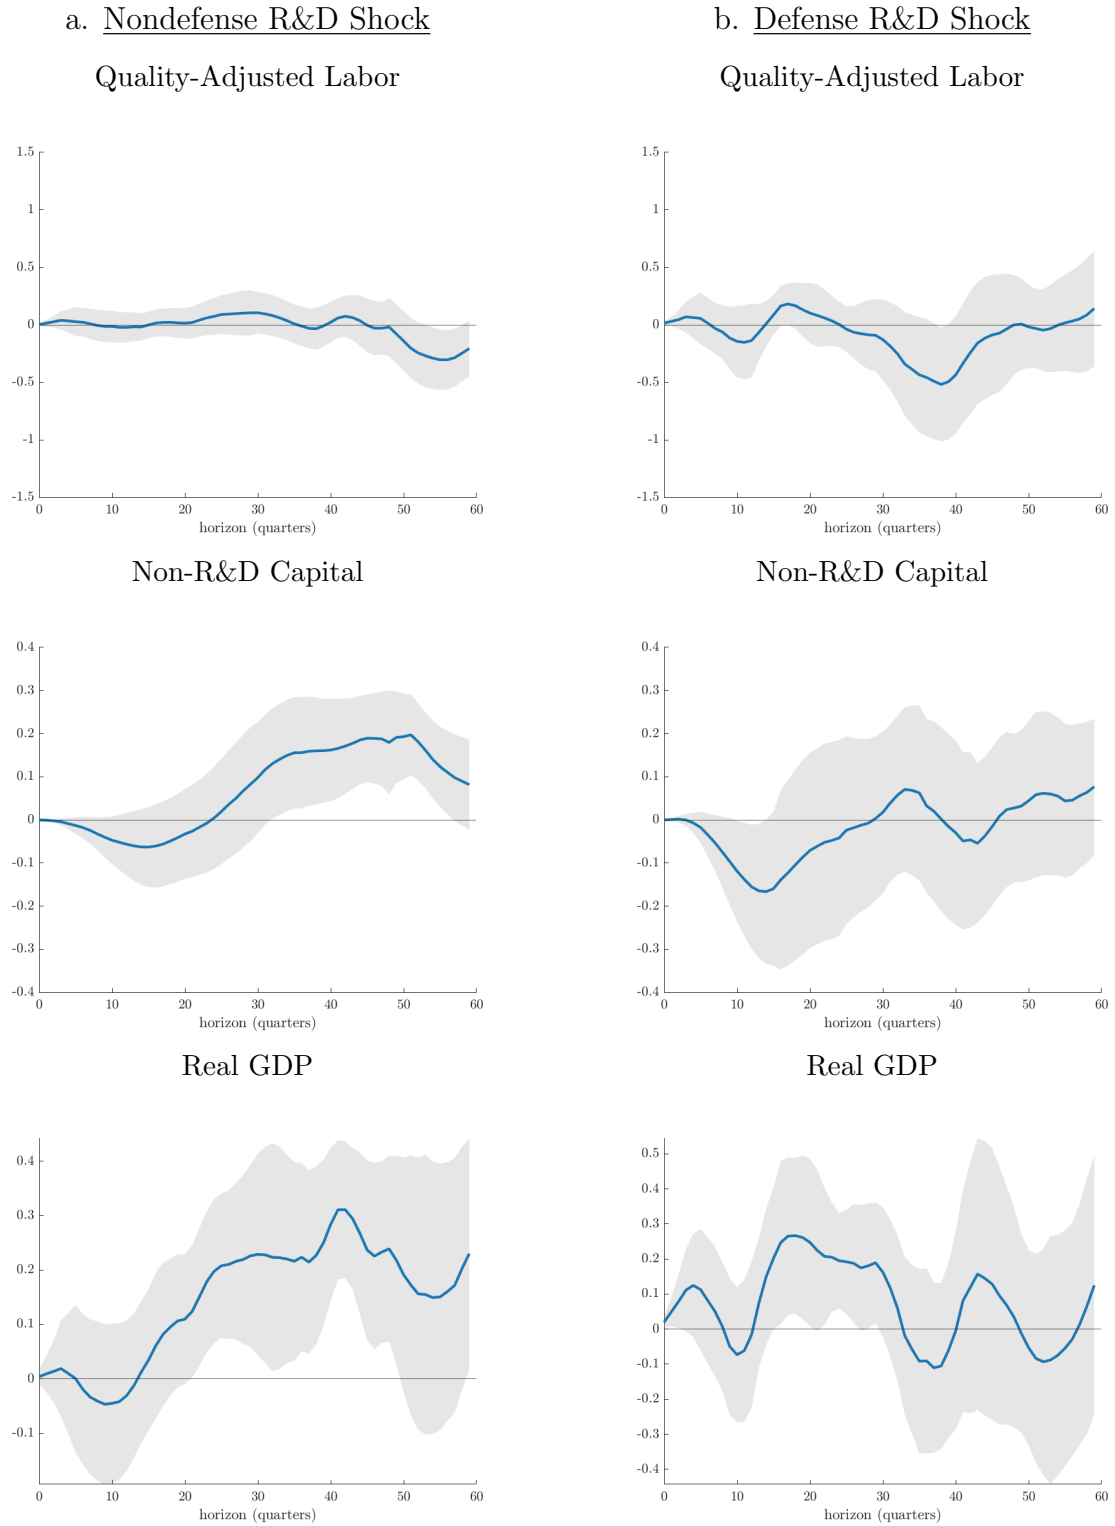 a. Nondefense R&D Shock
b. Defense R&D Shock
Quality-Adjusted Labor
Quality-Adjusted Labor
1.5
1
0.5
0
-0.5
-1
-1.5
0 10 20 30 40 50 60
horizon (quarters)
1.5
1
0.5
0
-0.5
-1
-1.5
0 10 20 30 40 50 60
horizon (quarters)
Non-R&D Capital
Non-R&D Capital
0.4
0.3
0.2
0.1
0
-0.1
-0.2
-0.3
-0.4
0 10 20 30 40 50 60
horizon (quarters)
0.4
0.3
0.2
0.1
0
-0.1
-0.2
-0.3
-0.4
0 10 20 30 40 50 60
horizon (quarters)
Real GDP
Real GDP
0.4
0.3
0.2
0.1
0
-0.1
0 10 20 30 40 50 60
horizon (quarters)
0.5
0.4
0.3
0.2
0.1
0
-0.1
-0.2
-0.3
-0.4
0 10 20 30 40 50 60
horizon (quarters)